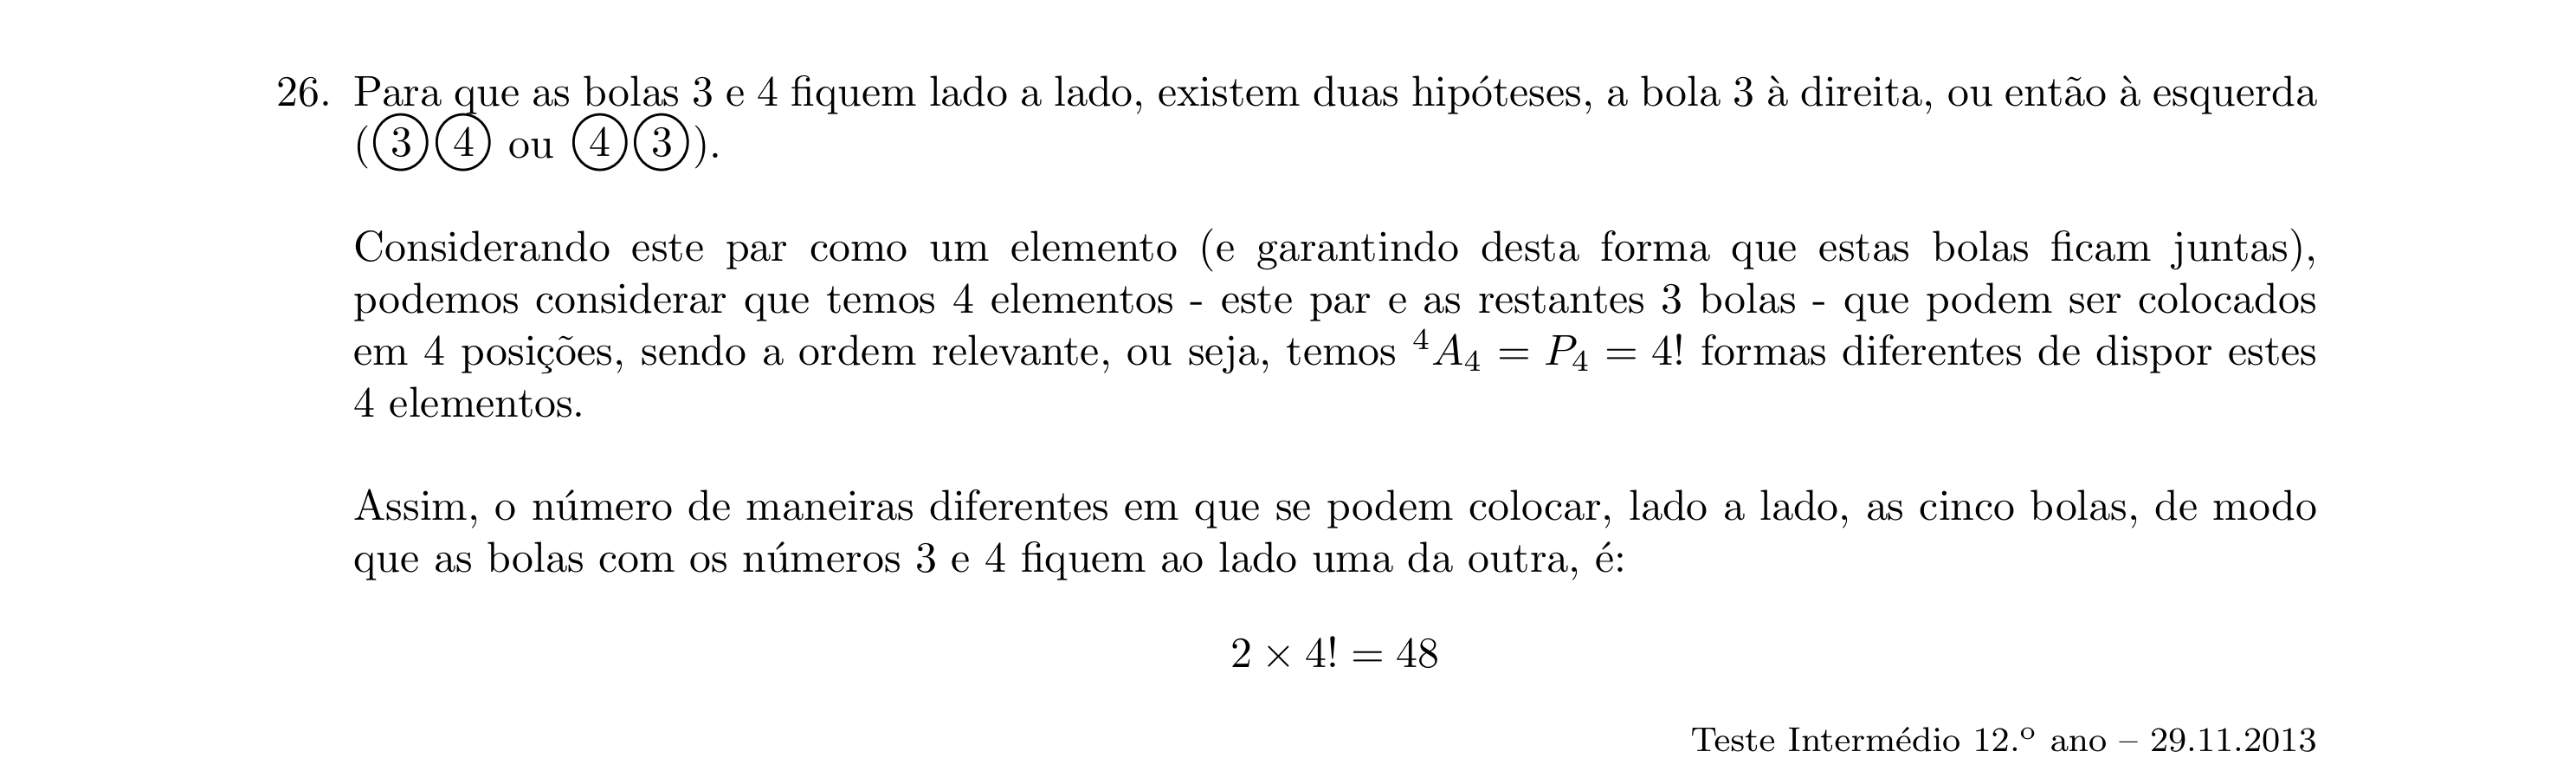 26. Para que as bolas 3 e 4 fiquem lado a lado, existem duas hipóteses, a bola 3 à direita, ou então à esquerda
(③④ ou ④③).
Considerando este par como um elemento (e garantindo desta forma que estas bolas ficam juntas),
podemos considerar que temos 4 elementos - este par e as restantes 3 bolas - que podem ser colocados
em 4 posições, sendo a ordem relevante, ou seja, temos ⁴A₄ = P₄ = 4! formas diferentes de dispor estes
4 elementos.
Assim, o número de maneiras diferentes em que se podem colocar, lado a lado, as cinco bolas, de modo
que as bolas com os números 3 e 4 fiquem ao lado uma da outra, é:
2 × 4! = 48
Teste Intermédio 12.º ano – 29.11.2013